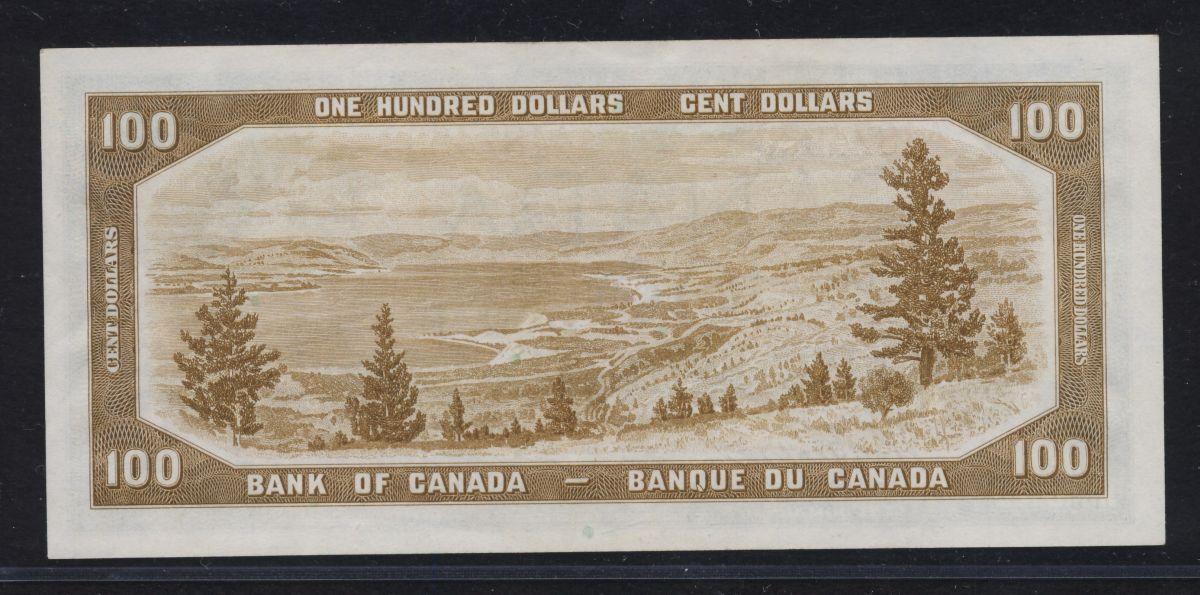 ONE HUNDRED DOLLARS CENT DOLLARS
100
100
CENT DOLLARS
ONE HUNDRED DOLLARS
100
100
BANK OF CANADA — BANQUE DU CANADA